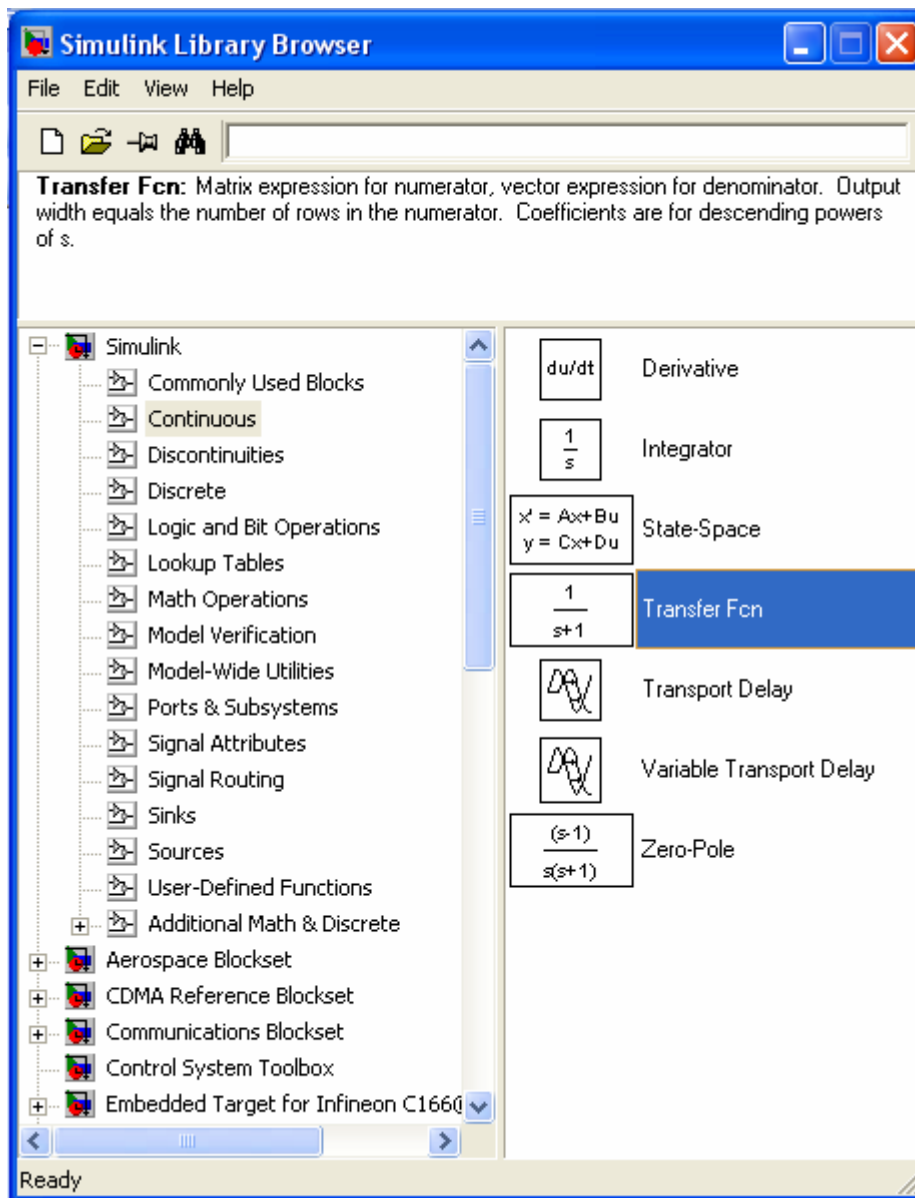 Simulink Library Browser
File Edit View Help
Transfer Fcn: Matrix expression for numerator, vector expression for denominator. Output
width equals the number of rows in the numerator. Coefficients are for descending powers
of s.
Simulink
Commonly Used Blocks
Continuous
Discontinuities
Discrete
Logic and Bit Operations
Lookup Tables
Math Operations
Model Verification
Model-Wide Utilities
Ports & Subsystems
Signal Attributes
Signal Routing
Sinks
Sources
User-Defined Functions
Additional Math & Discrete
Aerospace Blockset
CDMA Reference Blockset
Communications Blockset
Control System Toolbox
Embedded Target for Infineon C166
du/dt Derivative
1
s
Integrator
x' = Ax+Bu
y = Cx+Du
State-Space
1
s+1
Transfer Fcn
Transport Delay
Variable Transport Delay
(s-1)
s(s+1)
Zero-Pole
Ready